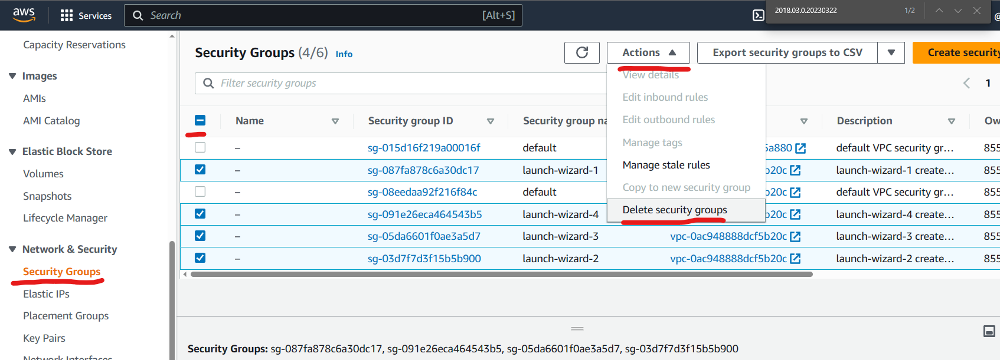 aws
Services
Search
[Alt+S]
2018.03.0.20230322
1/2
Capacity Reservations
Images
AMIs
AMI Catalog
Elastic Block Store
Volumes
Snapshots
Lifecycle Manager
Network & Security
Security Groups
Elastic IPs
Placement Groups
Key Pairs
Network Interfaces
Security Groups (4/6) Info
Actions
Export security groups to CSV
Create security
Filter security groups
1
View details
Edit inbound rules
Edit outbound rules
Manage tags
Manage stale rules
Copy to new security group
Delete security groups
Name Security group ID Security group na Description Ow
– sg-015d16f219a00016f default 5a880 default VPC security gr... 855
– sg-087fa878c6a30dc17 launch-wizard-1 b20c launch-wizard-1 create... 855
– sg-08eedaa92f216f84c default b20c default VPC security gr... 855
– sg-091e26eca464543b5 launch-wizard-4 b20c launch-wizard-4 create... 855
– sg-05da6601f0ae3a5d7 launch-wizard-3 vpc-0ac948888dcf5b20c launch-wizard-3 create... 855
– sg-03d7f7d3f15b5b900 launch-wizard-2 vpc-0ac948888dcf5b20c launch-wizard-2 create... 855
Security Groups: sg-087fa878c6a30dc17, sg-091e26eca464543b5, sg-05da6601f0ae3a5d7, sg-03d7f7d3f15b5b900